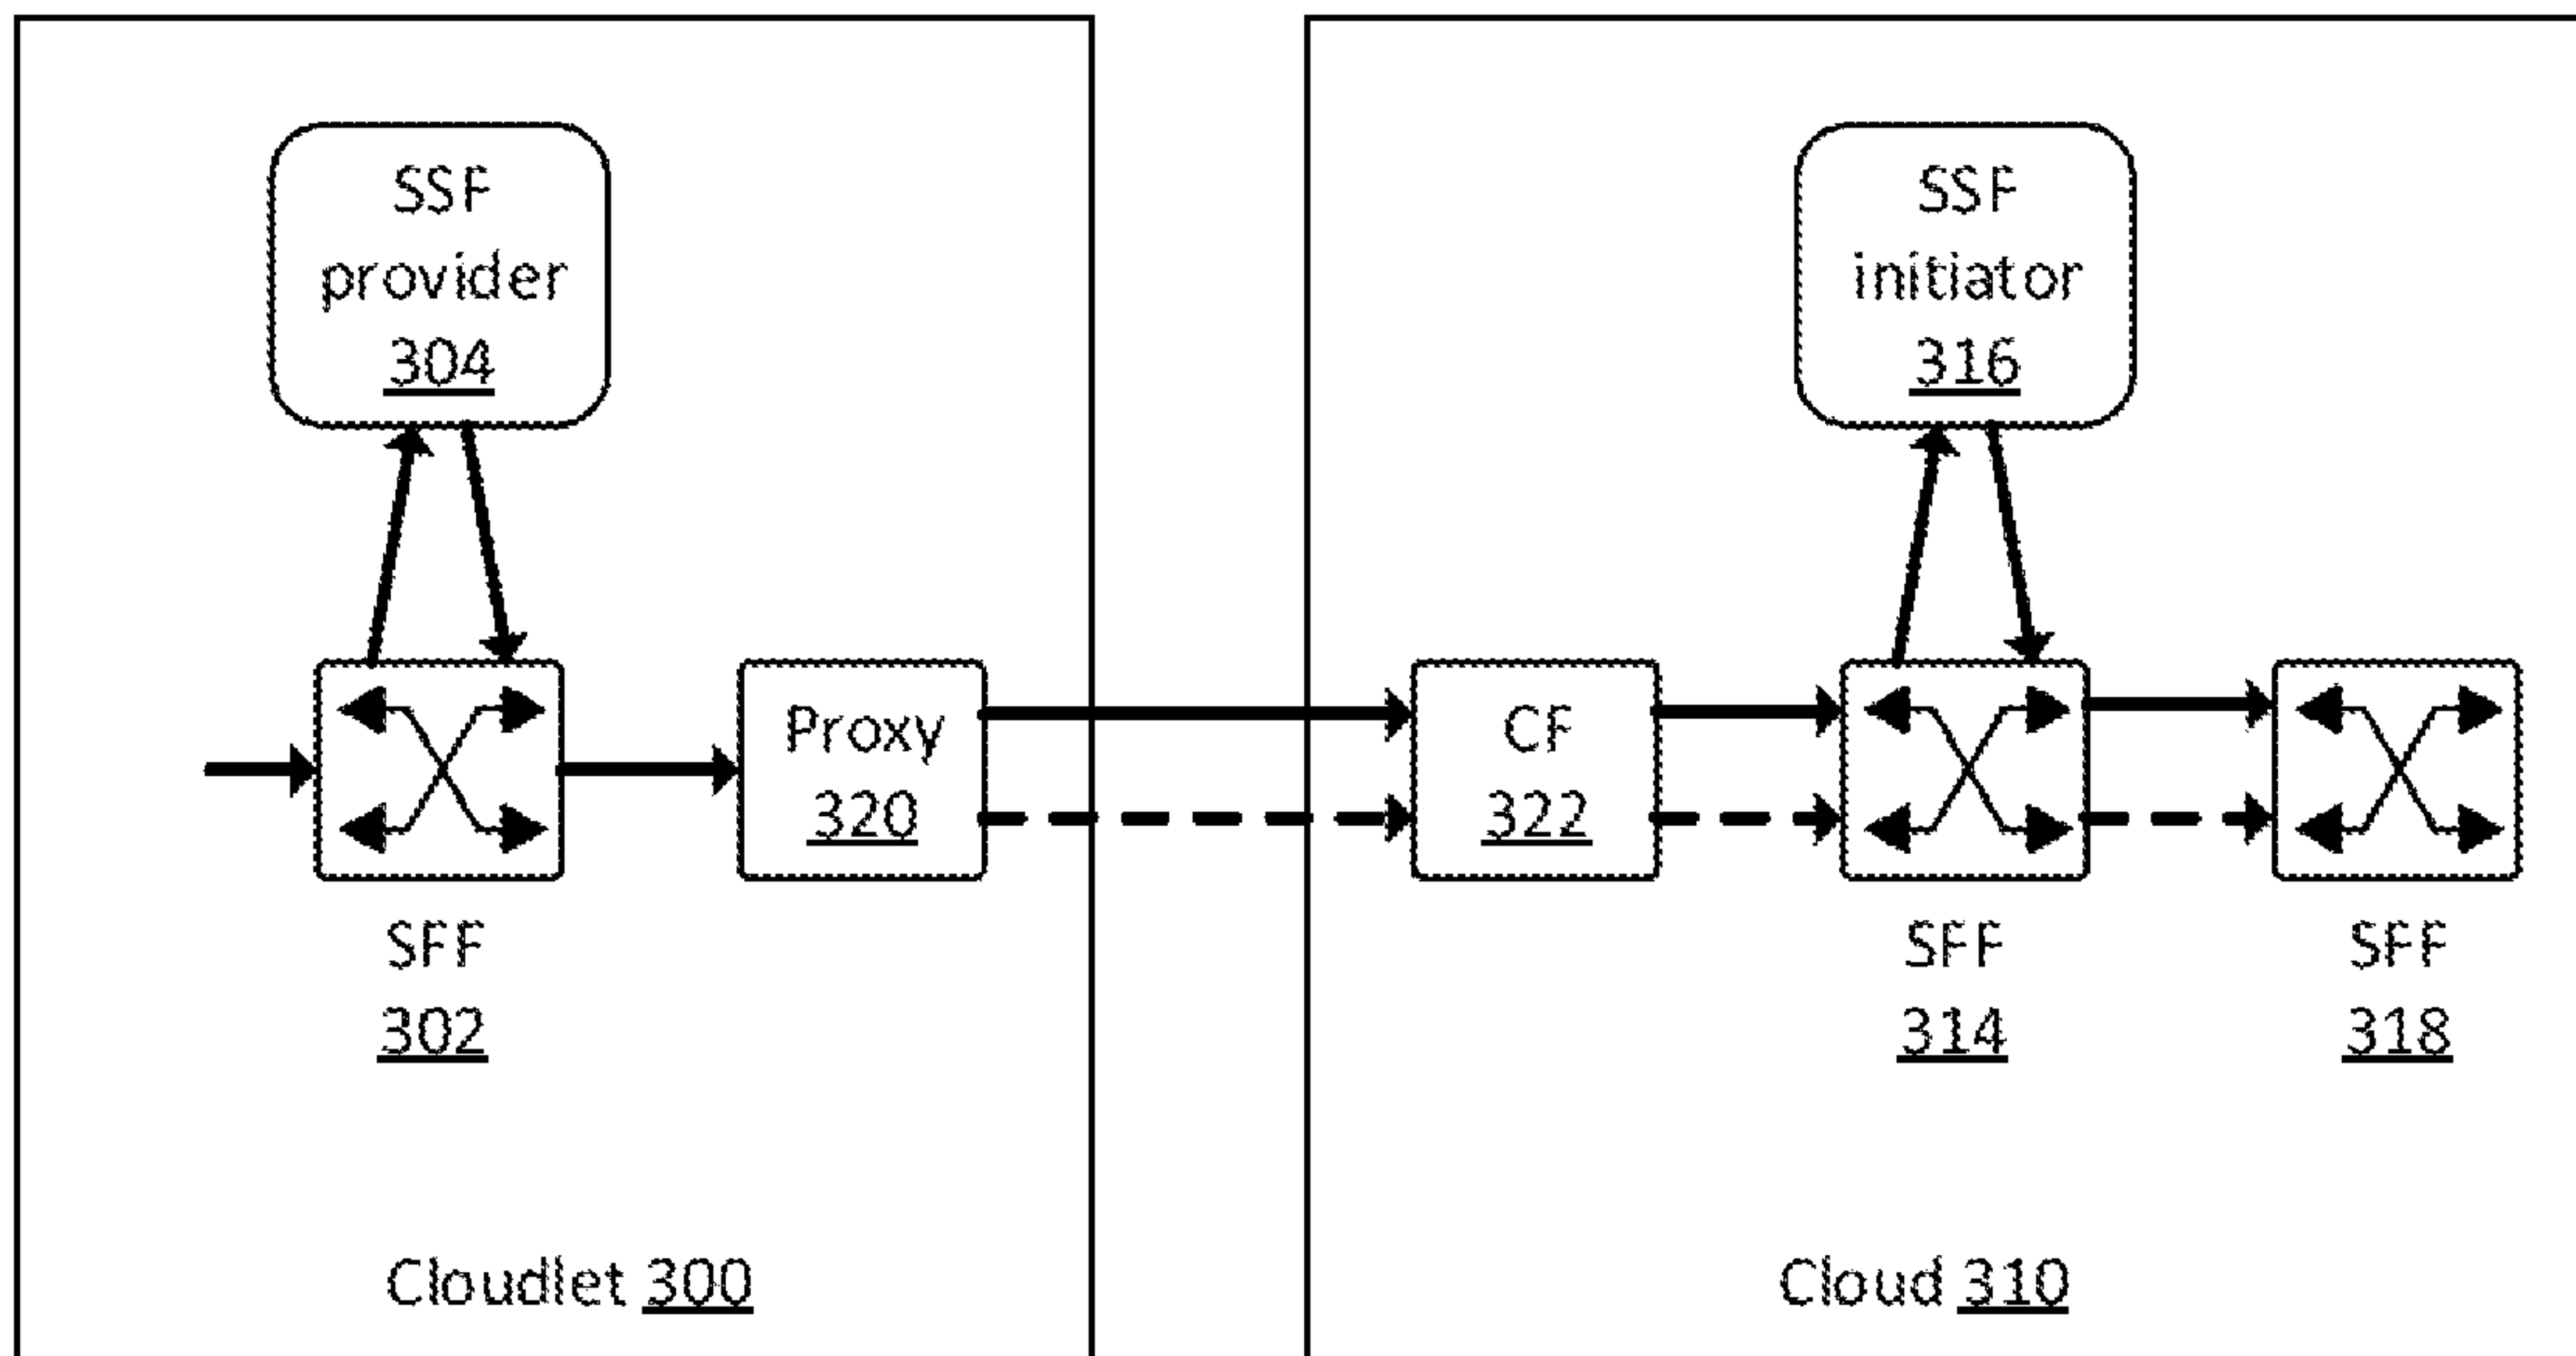 SSF
provider
304
SSF
initiator
316
Proxy
320
CF
322
SFF
302
SFF
314
SFF
318
Cloudlet 300
Cloud 310